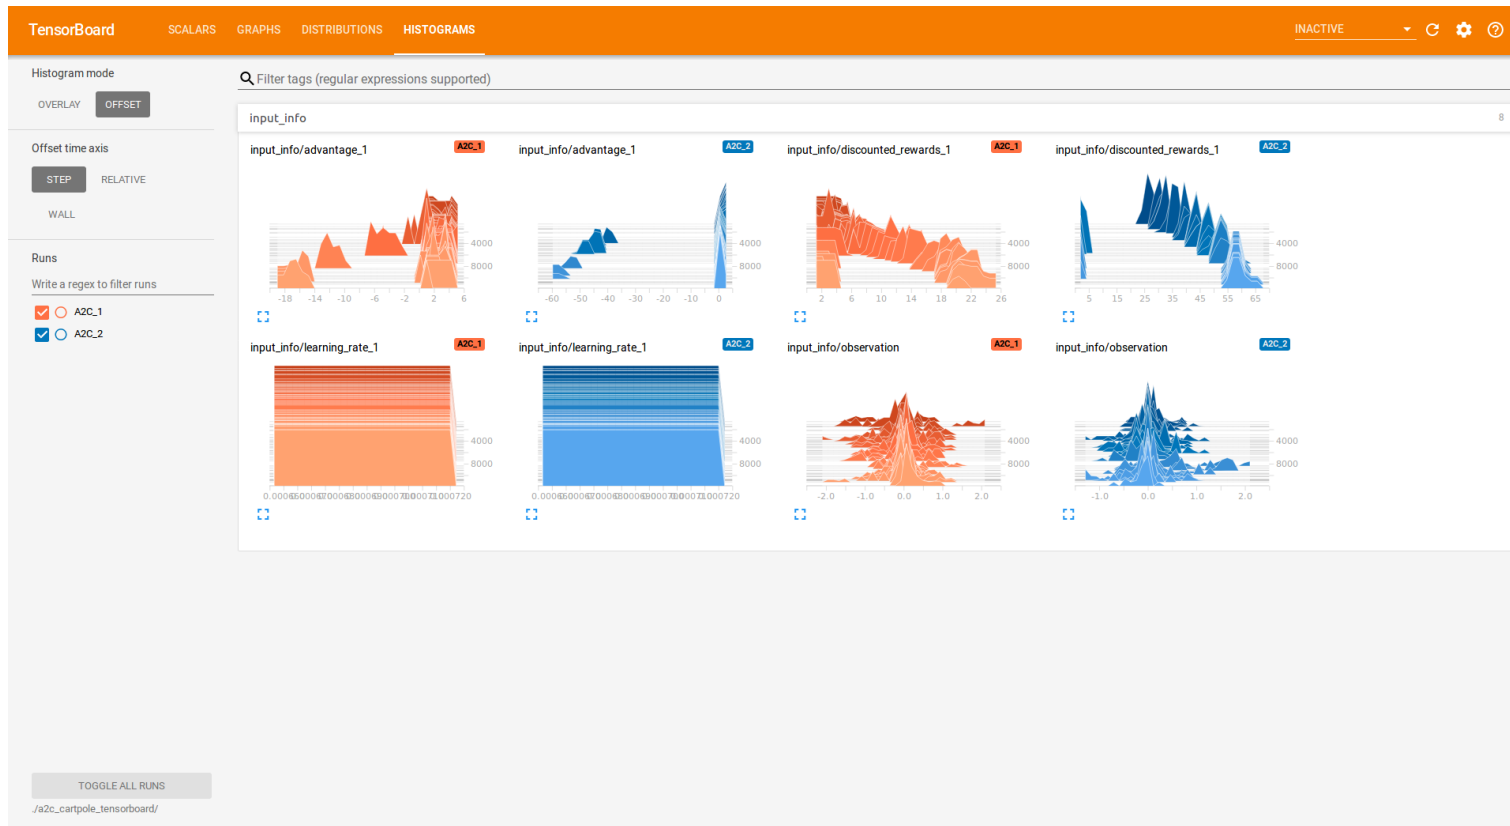 TensorBoard SCALARS GRAPHS DISTRIBUTIONS HISTOGRAMS INACTIVE
Histogram mode
OVERLAY OFFSET
Offset time axis
STEP RELATIVE
WALL
Runs
Write a regex to filter runs
A2C_1
A2C_2
TOGGLE ALL RUNS
./a2c_cartpole_tensorboard/
Filter tags (regular expressions supported)
input_info 8
input_info/advantage_1 A2C_1
4000
8000
-18 -14 -10 -6 -2 2 6
input_info/advantage_1 A2C_2
4000
8000
-60 -50 -40 -30 -20 -10 0
input_info/discounted_rewards_1 A2C_1
4000
8000
2 6 10 14 18 22 26
input_info/discounted_rewards_1 A2C_2
4000
8000
5 15 25 35 45 55 65
input_info/learning_rate_1 A2C_1
4000
8000
input_info/learning_rate_1 A2C_2
4000
8000
input_info/observation A2C_1
4000
8000
-2.0 -1.0 0.0 1.0 2.0
input_info/observation A2C_2
4000
8000
-1.0 0.0 1.0 2.0